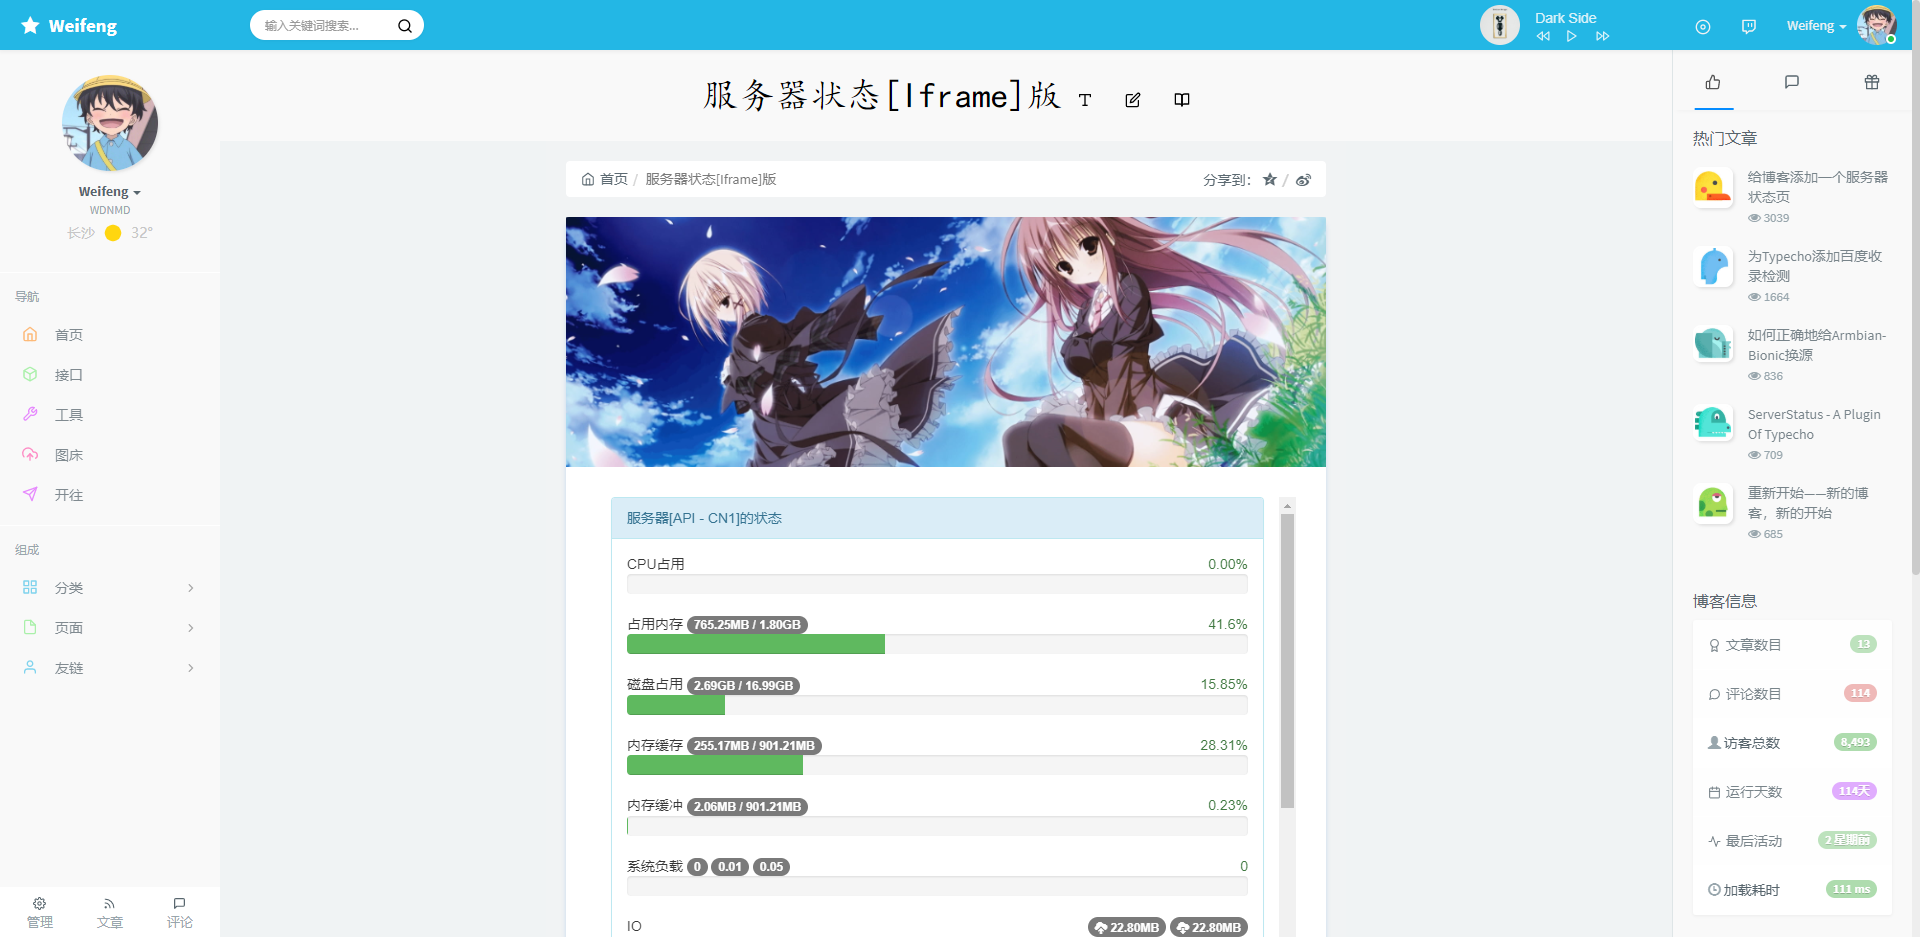 Weifeng
输入关键词搜索...
Dark Side
Weifeng
Weifeng
WDNMD
长沙 32°
导航
首页
接口
工具
图床
开往
组成
分类
页面
友链
管理
文章
评论
服务器状态[Iframe]版
首页 / 服务器状态[Iframe]版
分享到： /
服务器[API - CN1]的状态
CPU占用 0.00%
占用内存 765.25MB / 1.80GB 41.6%
磁盘占用 2.69GB / 16.99GB 15.85%
内存缓存 255.17MB / 901.21MB 28.31%
内存缓冲 2.06MB / 901.21MB 0.23%
系统负载 0 0.01 0.05 0
IO 22.80MB 22.80MB
热门文章
给博客添加一个服务器
状态页
3039
为Typecho添加百度收
录检测
1664
如何正确地给Armbian-
Bionic换源
836
ServerStatus - A Plugin
Of Typecho
709
重新开始——新的博
客，新的开始
685
博客信息
文章数目 13
评论数目 114
访客总数 8,493
运行天数 114天
最后活动 2 星期前
加载耗时 111 ms